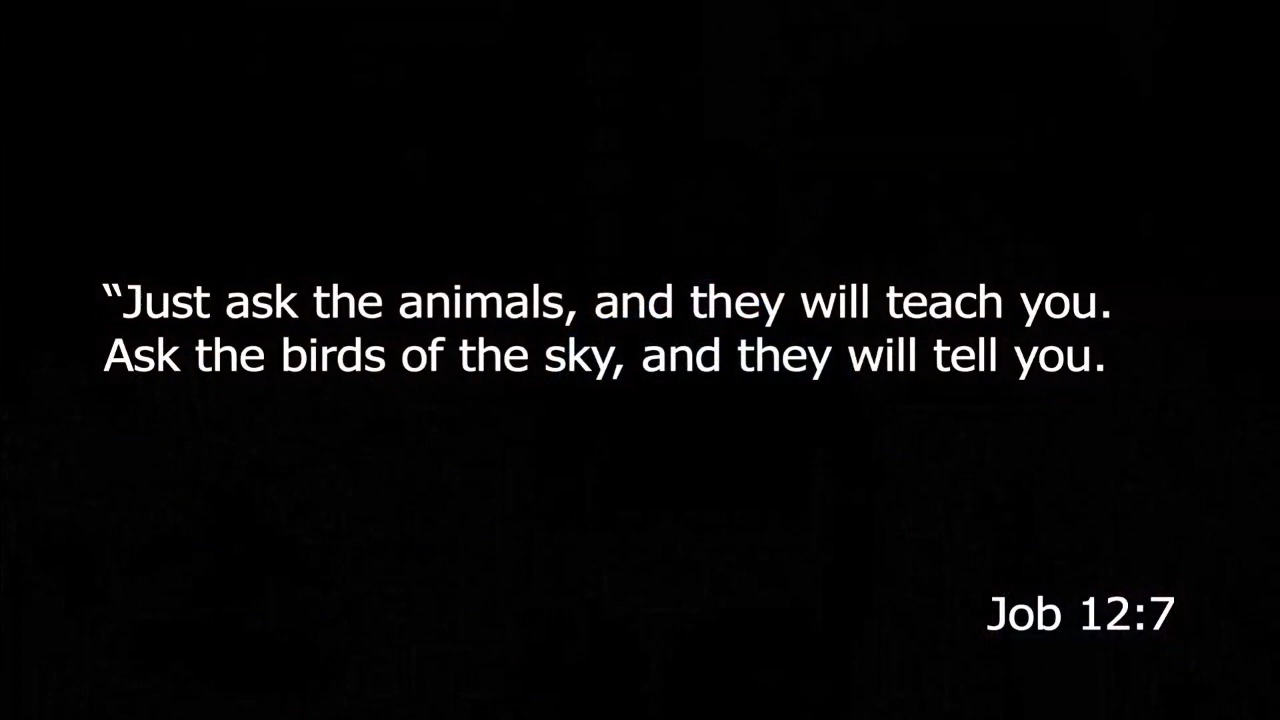 “Just ask the animals, and they will teach you.
Ask the birds of the sky, and they will tell you.
Job 12:7